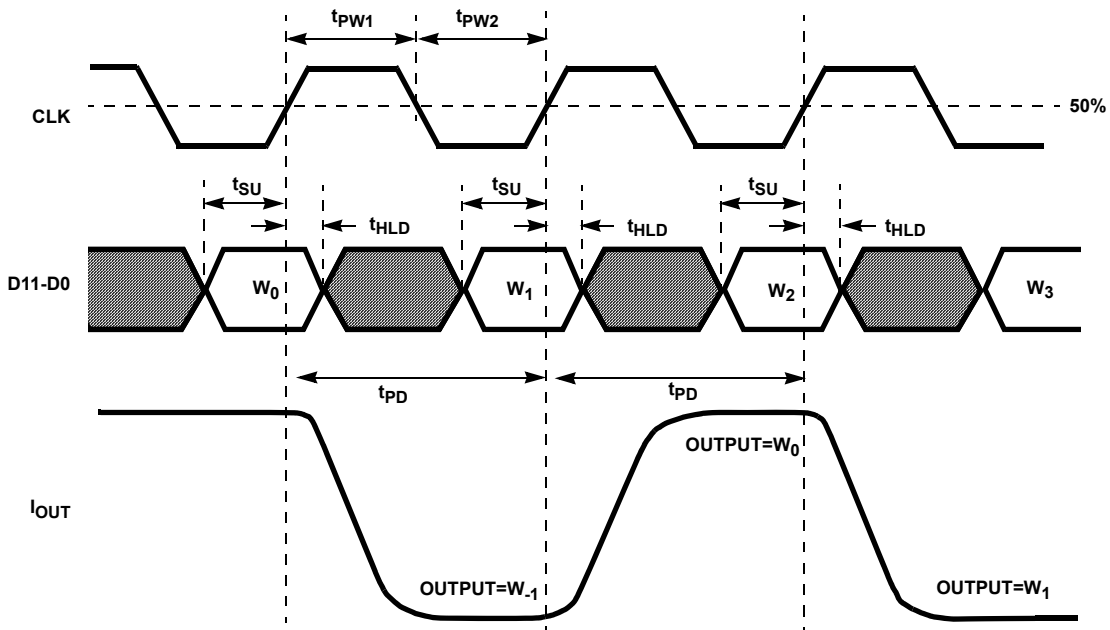 tPW1 tPW2
CLK
50%
tSU tSU tSU
tHLD tHLD tHLD
D11-D0
W0 W1 W2 W3
tPD tPD
OUTPUT=W0
IOUT
OUTPUT=W-1 OUTPUT=W1